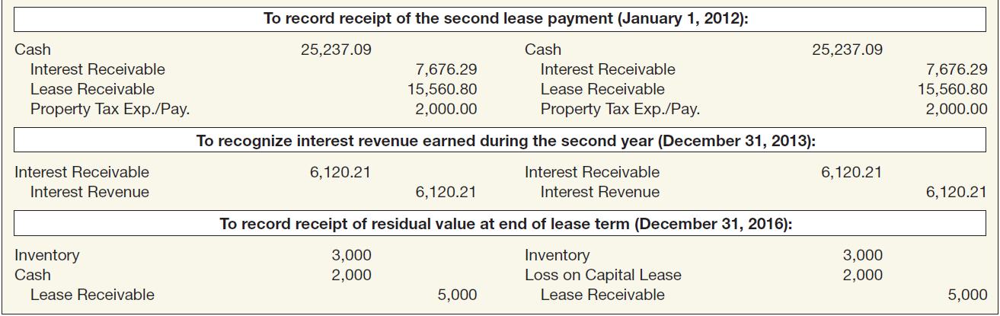 To record receipt of the second lease payment (January 1, 2012):
Cash 25,237.09 Cash 25,237.09
Interest Receivable 7,676.29 Interest Receivable 7,676.29
Lease Receivable 15,560.80 Lease Receivable 15,560.80
Property Tax Exp./Pay. 2,000.00 Property Tax Exp./Pay. 2,000.00
To recognize interest revenue earned during the second year (December 31, 2013):
Interest Receivable 6,120.21 Interest Receivable 6,120.21
Interest Revenue 6,120.21 Interest Revenue 6,120.21
To record receipt of residual value at end of lease term (December 31, 2016):
Inventory 3,000 Inventory 3,000
Cash 2,000 Loss on Capital Lease 2,000
Lease Receivable 5,000 Lease Receivable 5,000